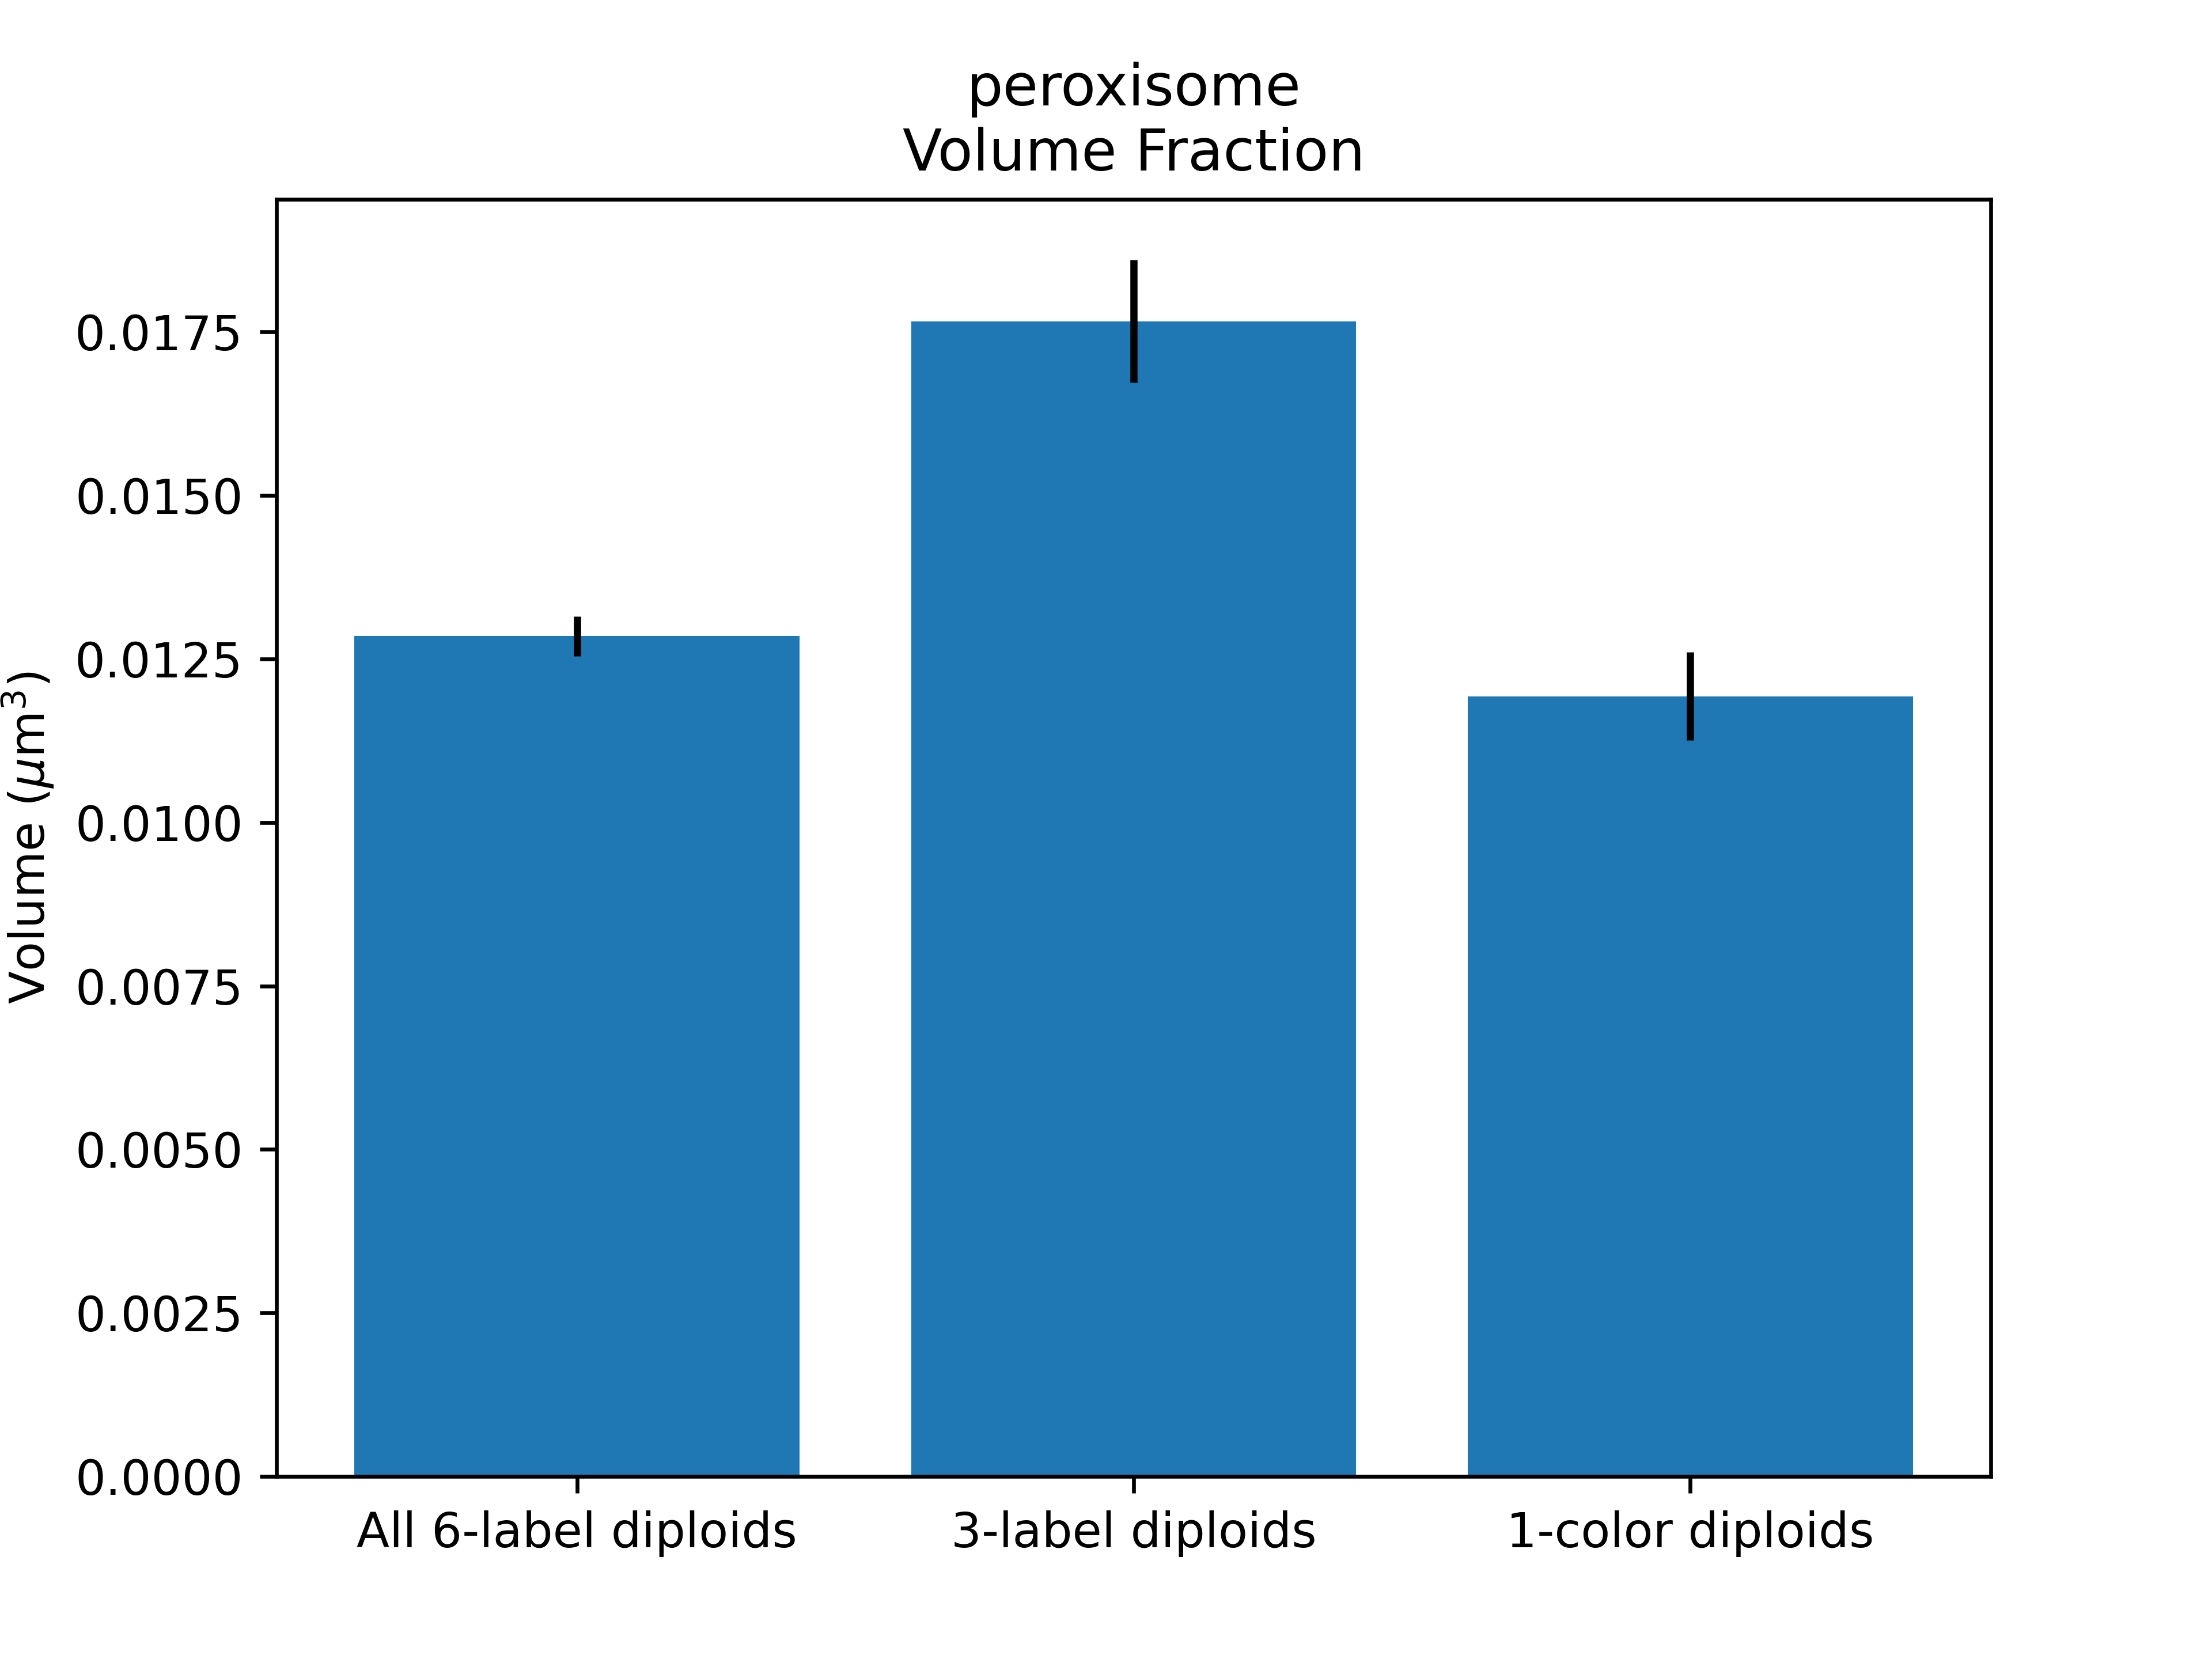 peroxisome
Volume Fraction
Volume (μm³)
0.0175
0.0150
0.0125
0.0100
0.0075
0.0050
0.0025
0.0000
All 6-label diploids
3-label diploids
1-color diploids